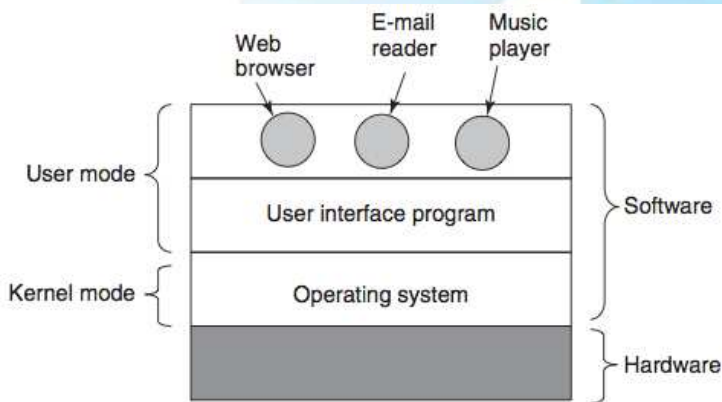 Web
browser
E-mail
reader
Music
player
User mode
User interface program
Software
Kernel mode
Operating system
Hardware